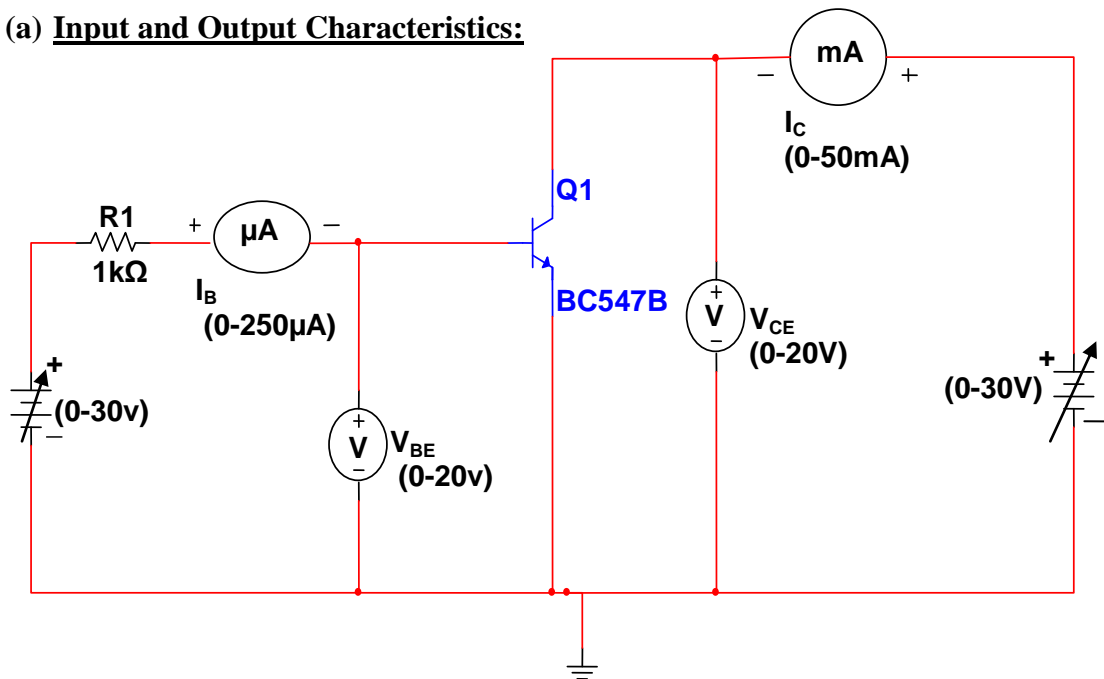 (a) Input and Output Characteristics:
mA
− +
I_C
(0-50mA)
Q1
R1
+ µA −
1kΩ
I_B
(0-250µA)
BC547B
+
V
−
V_CE
(0-20V)
+
(0-30v)
−
+
(0-30V)
−
+
V
−
V_BE
(0-20v)